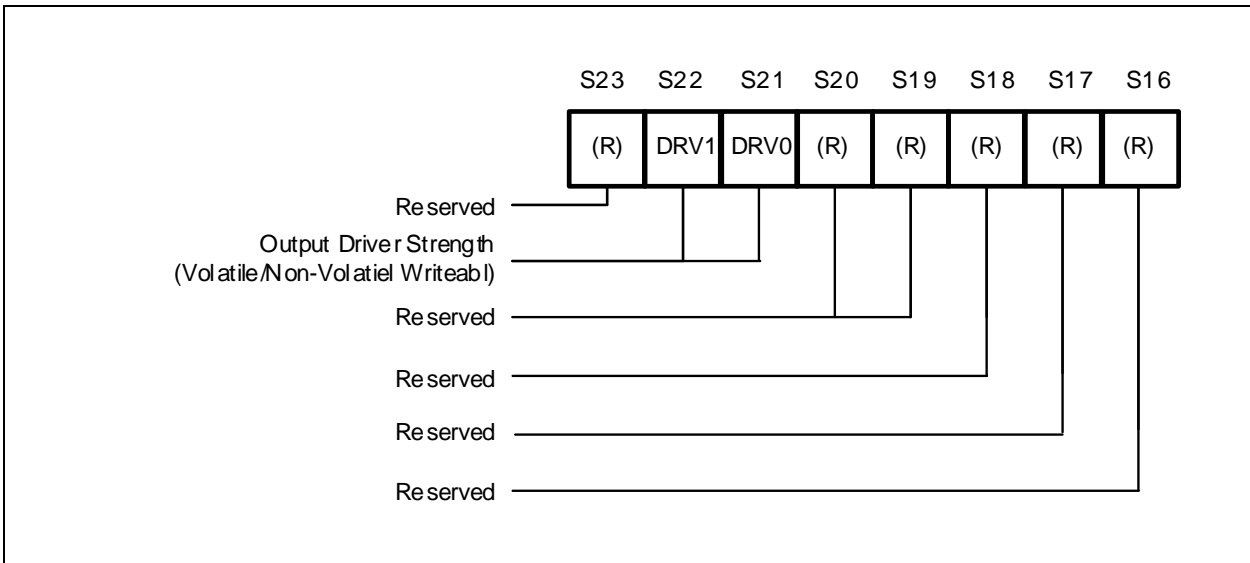 S23 S22 S21 S20 S19 S18 S17 S16
(R) DRV1 DRV0 (R) (R) (R) (R) (R)
Reserved
Output Driver Strength
(Volatile/Non-Volatiel Writeabl)
Reserved
Reserved
Reserved
Reserved